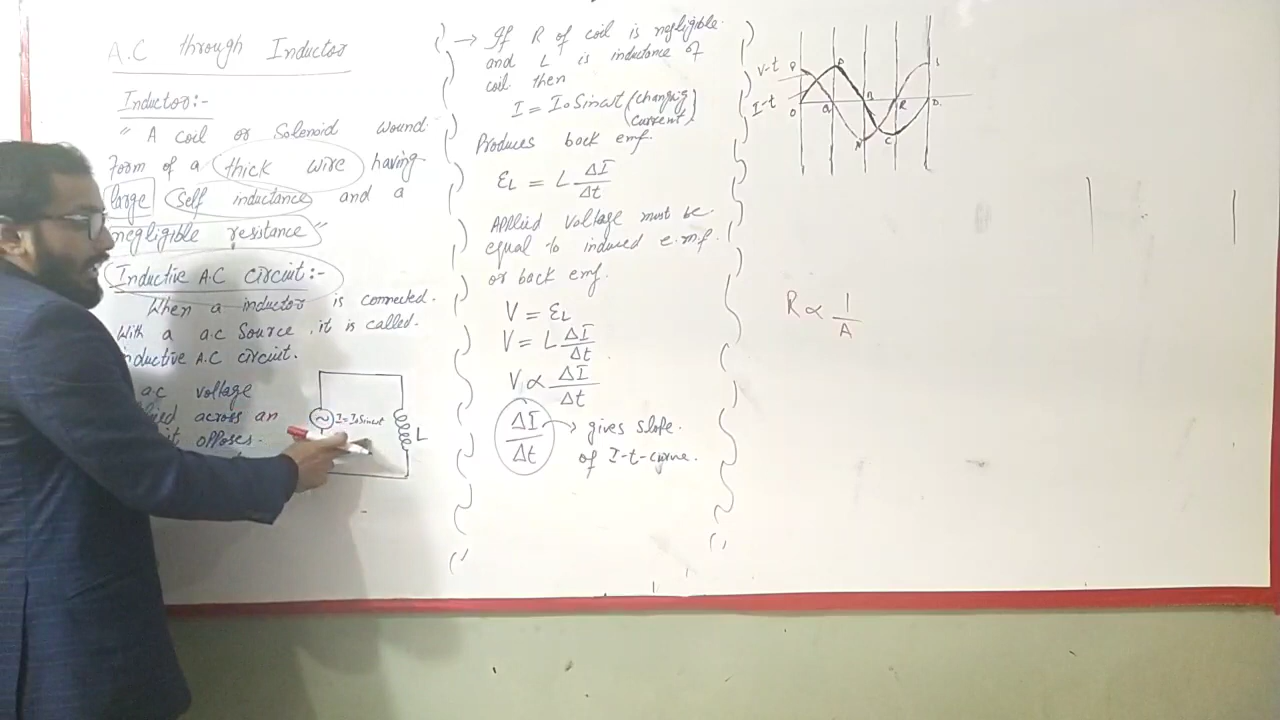 A.C through Inductor
Inductor:-
" A coil or Solenoid wound
form of a thick wire having
large self inductance and a
negligible resistance"
Inductive A.C circuit:-
When a inductor is connected.
With a a.c Source, it is called.
inductive A.C circuit.
a.c voltage
across an
opposes.
I = I₀ Sinωt
L
→ If R of coil is negligible.
and L is inductance of
coil then
I = I₀ Sinωt (changing
current)
Produces back emf.
ε_L = L ΔI/Δt
Applied Voltage must be.
equal to induced e.m.f.
or back emf.
V = ε_L
V = L ΔI/Δt
V ∝ ΔI/Δt
ΔI/Δt → gives slope.
of I-t-curve.
V-t
I-t
O
A
B
R
D
N
C
R ∝ 1/A